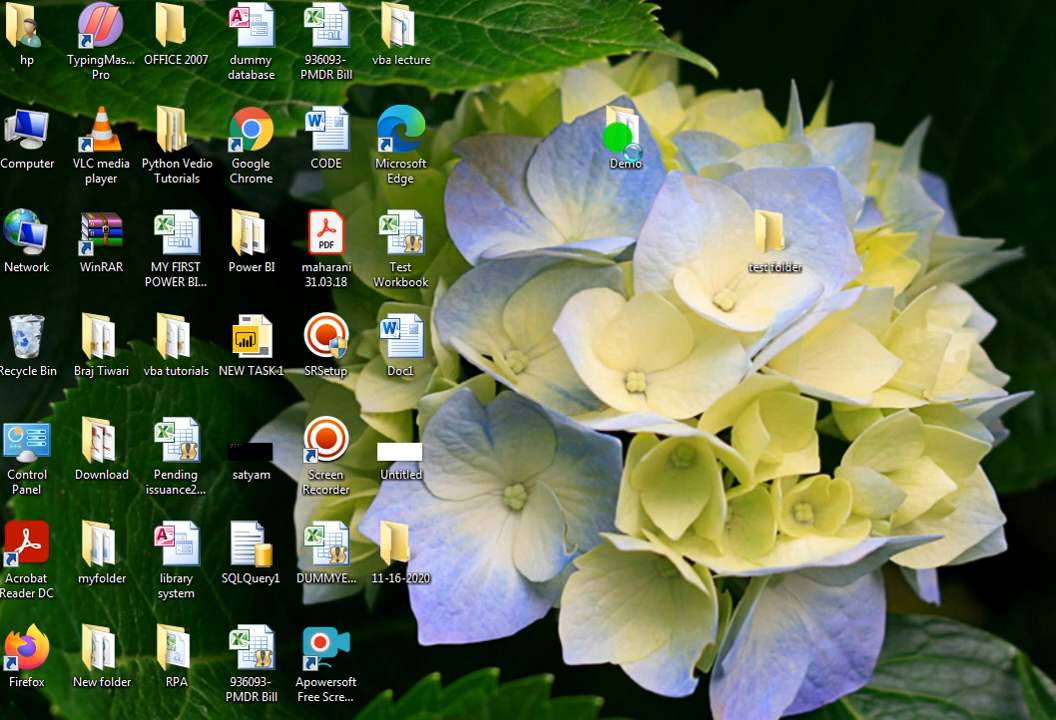 hp
TypingMas...
Pro
OFFICE 2007
dummy
database
936093-
PMDR Bill
vba lecture
Computer
VLC media
player
Python Vedio
Tutorials
Google
Chrome
CODE
Microsoft
Edge
Demo
Network
WinRAR
MY FIRST
POWER BI...
Power BI
PDF
maharani
31.03.18
Test
Workbook
test folder
Recycle Bin
Braj Tiwari
vba tutorials
NEW TASK1
SRSetup
Doc1
Control
Panel
Download
Pending
issuance2...
satyam
Screen
Recorder
Untitled
Acrobat
Reader DC
myfolder
library
system
SQLQuery1
DUMMYE...
11-16-2020
Firefox
New folder
RPA
936093-
PMDR Bill
Apowersoft
Free Scre...